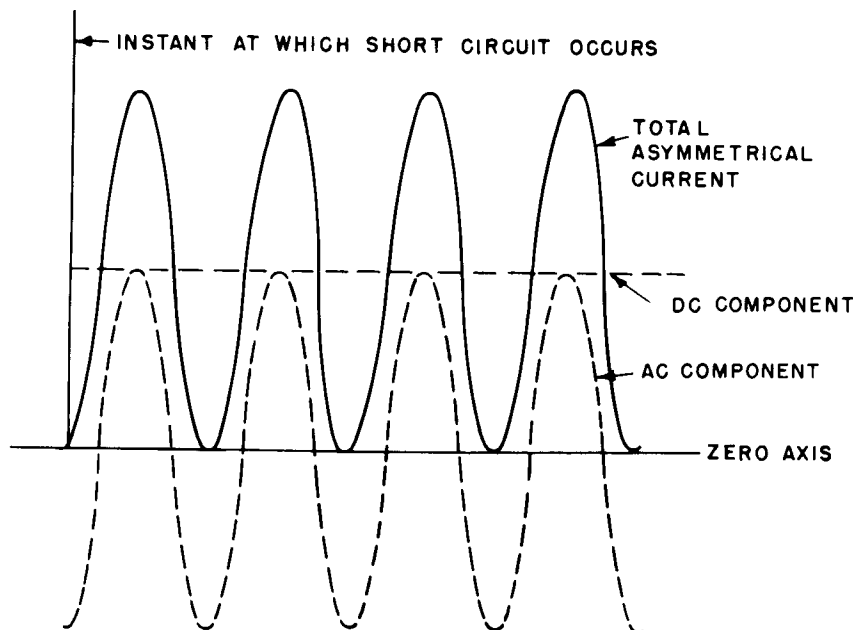 INSTANT AT WHICH SHORT CIRCUIT OCCURS
TOTAL
ASYMMETRICAL
CURRENT
DC COMPONENT
AC COMPONENT
ZERO AXIS